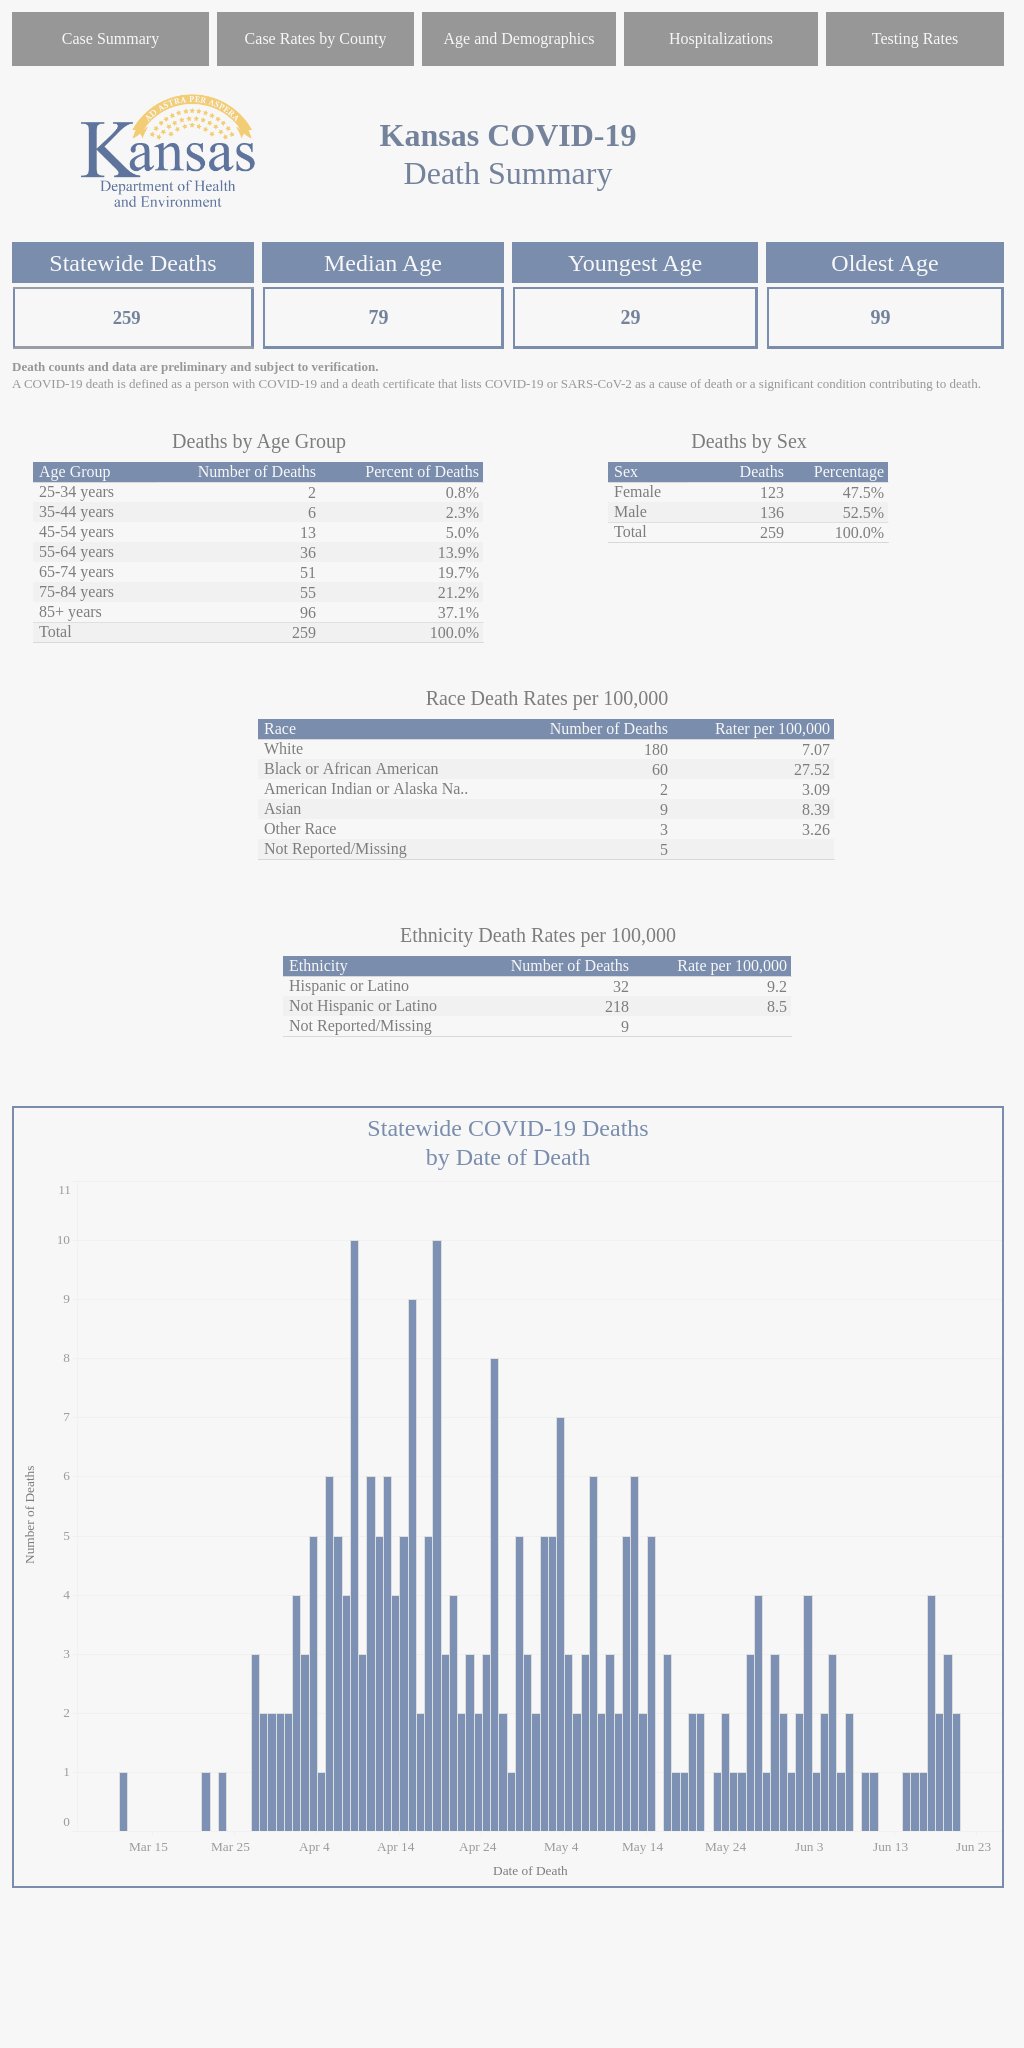 Case Summary
Case Rates by County
Age and Demographics
Hospitalizations
Testing Rates
AD ASTRA PER ASPERA
Kansas
Department of Health
and Environment
Kansas COVID-19
Death Summary
Statewide Deaths
Median Age
Youngest Age
Oldest Age
259
79
29
99
Death counts and data are preliminary and subject to verification.
A COVID-19 death is defined as a person with COVID-19 and a death certificate that lists COVID-19 or SARS-CoV-2 as a cause of death or a significant condition contributing to death.
Deaths by Age Group
Age Group Number of Deaths Percent of Deaths
25-34 years 2 0.8%
35-44 years 6 2.3%
45-54 years 13 5.0%
55-64 years 36 13.9%
65-74 years 51 19.7%
75-84 years 55 21.2%
85+ years 96 37.1%
Total 259 100.0%
Deaths by Sex
Sex Deaths Percentage
Female 123 47.5%
Male 136 52.5%
Total 259 100.0%
Race Death Rates per 100,000
Race Number of Deaths Rater per 100,000
White 180 7.07
Black or African American 60 27.52
American Indian or Alaska Na.. 2 3.09
Asian 9 8.39
Other Race 3 3.26
Not Reported/Missing 5
Ethnicity Death Rates per 100,000
Ethnicity Number of Deaths Rate per 100,000
Hispanic or Latino 32 9.2
Not Hispanic or Latino 218 8.5
Not Reported/Missing 9
Statewide COVID-19 Deaths
by Date of Death
11
10
9
8
7
6
5
4
3
2
1
0
Number of Deaths
Mar 15 Mar 25 Apr 4 Apr 14 Apr 24 May 4 May 14 May 24 Jun 3 Jun 13 Jun 23
Date of Death